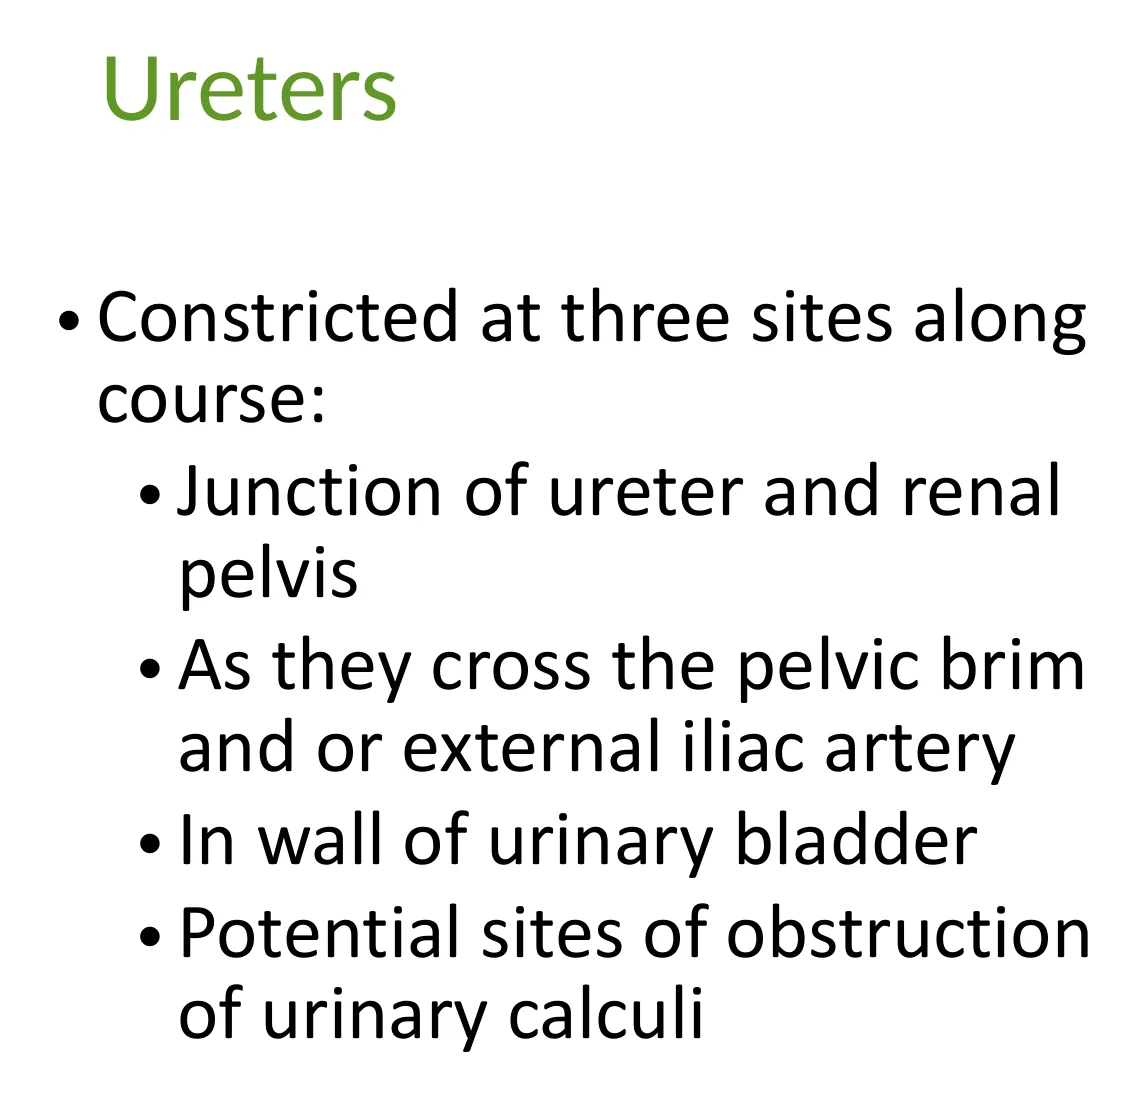 Ureters
• Constricted at three sites along
course:
• Junction of ureter and renal
pelvis
• As they cross the pelvic brim
and or external iliac artery
• In wall of urinary bladder
• Potential sites of obstruction
of urinary calculi